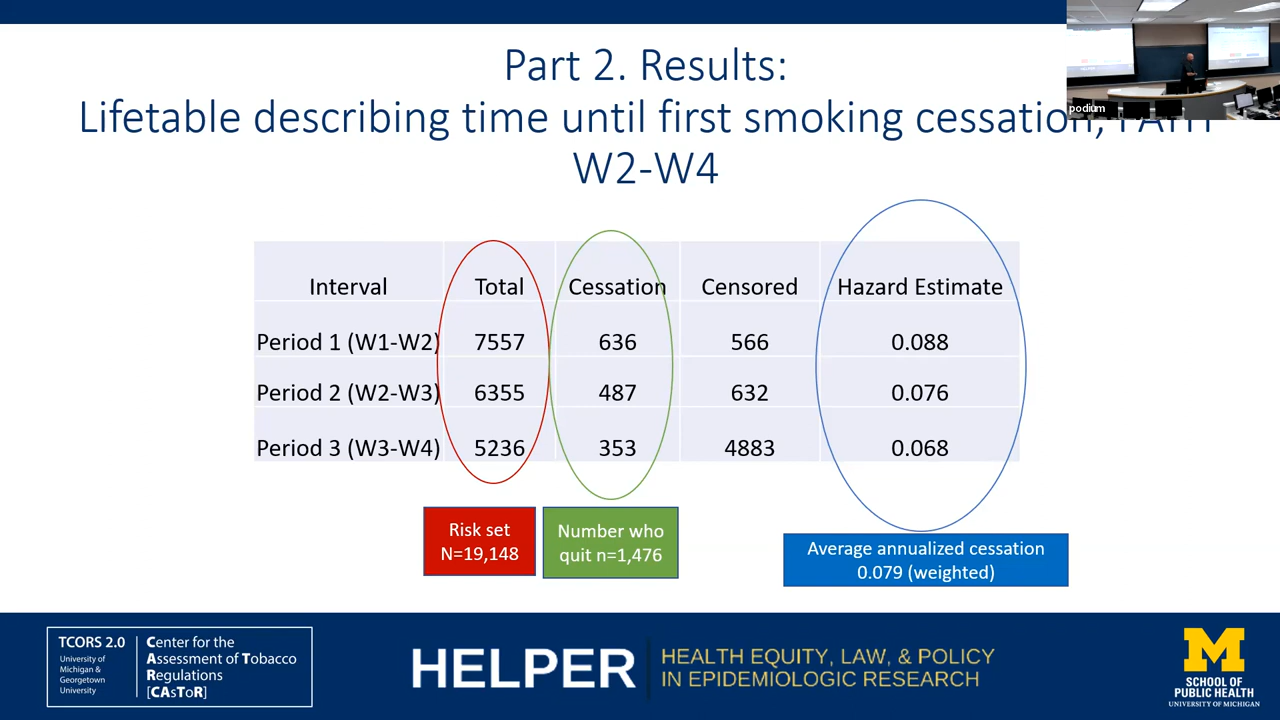 Part 2. Results:
Lifetable describing time until first smoking cessation,
W2-W4
podium
Interval Total Cessation Censored Hazard Estimate
Period 1 (W1-W2) 7557 636 566 0.088
Period 2 (W2-W3) 6355 487 632 0.076
Period 3 (W3-W4) 5236 353 4883 0.068
Risk set
N=19,148
Number who
quit n=1,476
Average annualized cessation
0.079 (weighted)
TCORS 2.0
University of
Michigan &
Georgetown
University
Center for the
Assessment of Tobacco
Regulations
[CAsToR]
HELPER
HEALTH EQUITY, LAW, & POLICY
IN EPIDEMIOLOGIC RESEARCH
M
SCHOOL OF
PUBLIC HEALTH
UNIVERSITY OF MICHIGAN